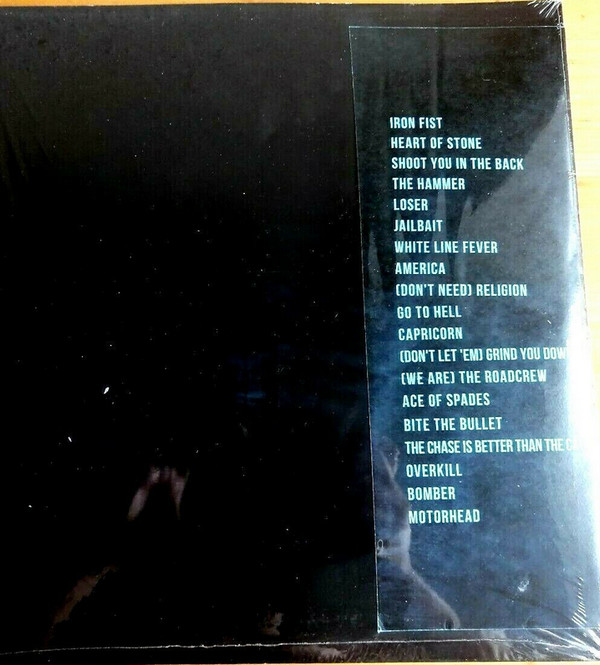 IRON FIST
HEART OF STONE
SHOOT YOU IN THE BACK
THE HAMMER
LOSER
JAILBAIT
WHITE LINE FEVER
AMERICA
(DON'T NEED) RELIGION
GO TO HELL
CAPRICORN
(DON'T LET 'EM) GRIND YOU DOW
(WE ARE) THE ROADCREW
ACE OF SPADES
BITE THE BULLET
THE CHASE IS BETTER THAN THE
OVERKILL
BOMBER
MOTORHEAD